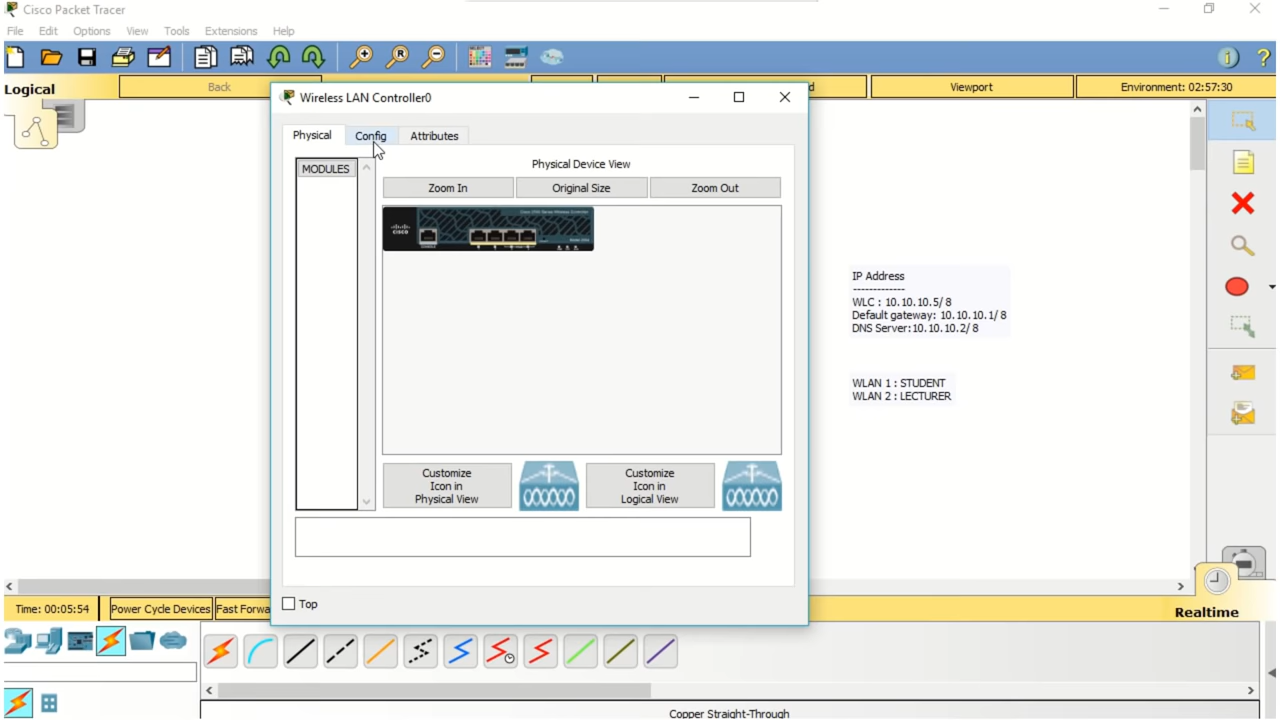 Cisco Packet Tracer
File Edit Options View Tools Extensions Help
Logical
Back
d
Viewport
Environment: 02:57:30
Wireless LAN Controller0
Physical Config Attributes
MODULES
Physical Device View
Zoom In Original Size Zoom Out
CISCO
Customize
Icon in
Physical View
Customize
Icon in
Logical View
Top
IP Address
-------------
WLC : 10.10.10.5/8
Default gateway: 10.10.10.1/8
DNS Server:10.10.10.2/8
WLAN 1 : STUDENT
WLAN 2 : LECTURER
Time: 00:05:54
Power Cycle Devices
Fast Forwa
Realtime
Copper Straight-Through